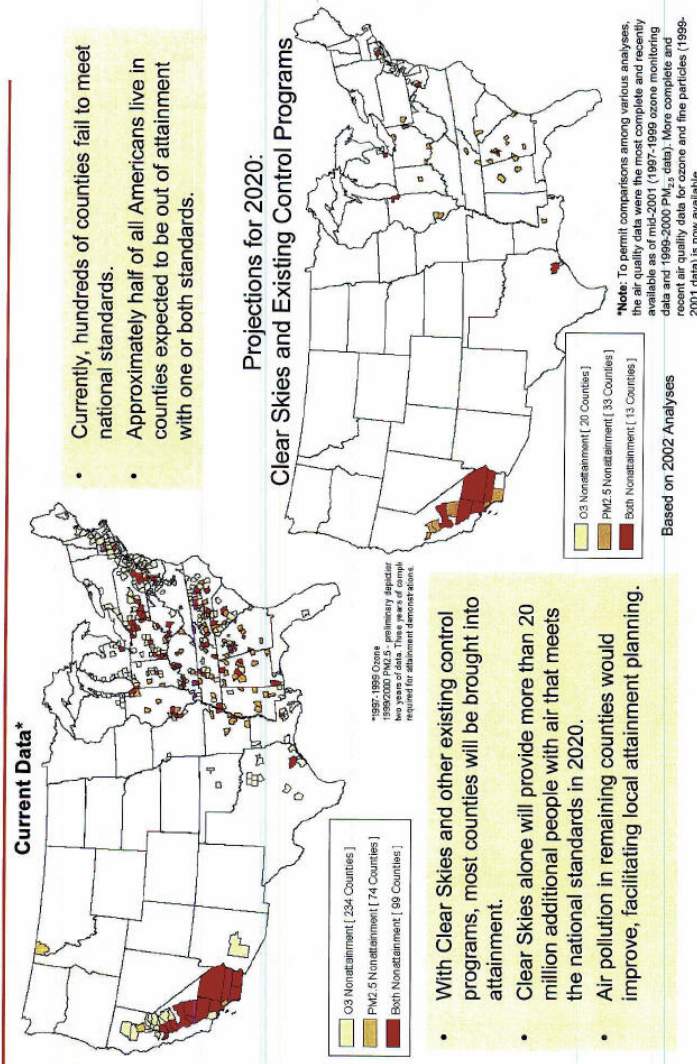 Current Data*
O3 Nonattainment [ 234 Counties ]
PM2.5 Nonattainment [ 74 Counties ]
Both Nonattainment [ 99 Counties ]
*1997-1999 Ozone
1999/2000 PM2.5 - preliminary depiction
two years of data. Three years of compl
required for attainment demonstrations.
• Currently, hundreds of counties fail to meet
national standards.
• Approximately half of all Americans live in
counties expected to be out of attainment
with one or both standards.
• With Clear Skies and other existing control
programs, most counties will be brought into
attainment.
• Clear Skies alone will provide more than 20
million additional people with air that meets
the national standards in 2020.
• Air pollution in remaining counties would
improve, facilitating local attainment planning.
Projections for 2020:
Clear Skies and Existing Control Programs
O3 Nonattainment [ 20 Counties ]
PM2.5 Nonattainment [ 33 Counties ]
Both Nonattainment [ 13 Counties ]
Based on 2002 Analyses
*Note: To permit comparisons among various analyses,
the air quality data were the most complete and recently
available as of mid-2001 (1997-1999 ozone monitoring
data and 1999-2000 PM2.5 data). More complete and
recent air quality data for ozone and fine particles (1999-
2001 data) is now available